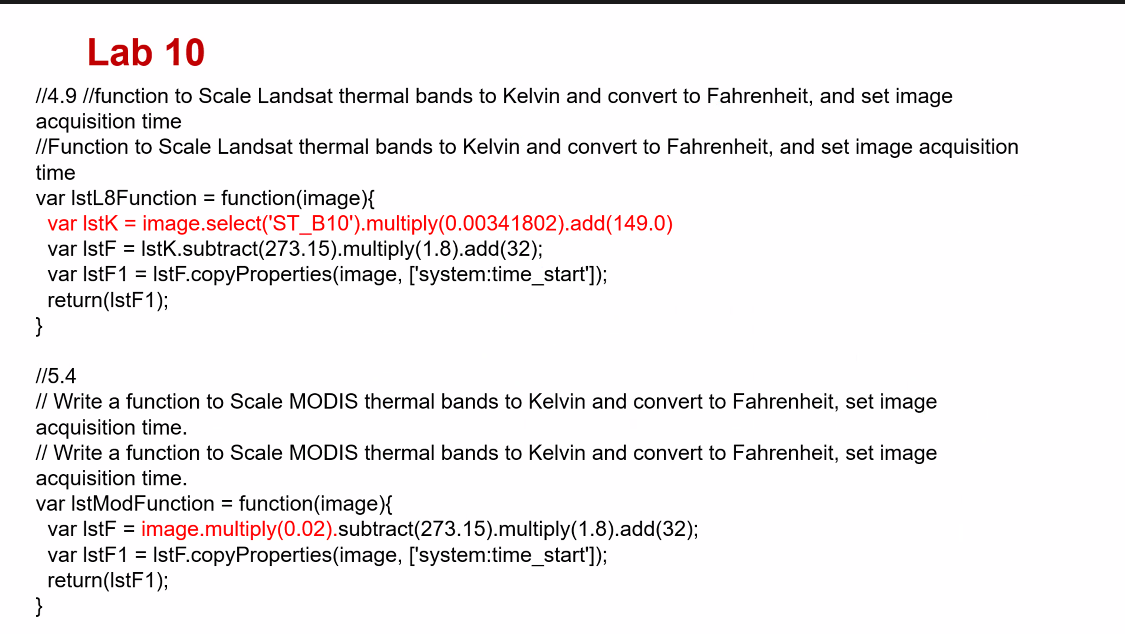 Lab 10
//4.9 //function to Scale Landsat thermal bands to Kelvin and convert to Fahrenheit, and set image
acquisition time
//Function to Scale Landsat thermal bands to Kelvin and convert to Fahrenheit, and set image acquisition
time
var lstL8Function = function(image){
var lstK = image.select('ST_B10').multiply(0.00341802).add(149.0)
var lstF = lstK.subtract(273.15).multiply(1.8).add(32);
var lstF1 = lstF.copyProperties(image, ['system:time_start']);
return(lstF1);
}
//5.4
// Write a function to Scale MODIS thermal bands to Kelvin and convert to Fahrenheit, set image
acquisition time.
// Write a function to Scale MODIS thermal bands to Kelvin and convert to Fahrenheit, set image
acquisition time.
var lstModFunction = function(image){
var lstF = image.multiply(0.02).subtract(273.15).multiply(1.8).add(32);
var lstF1 = lstF.copyProperties(image, ['system:time_start']);
return(lstF1);
}